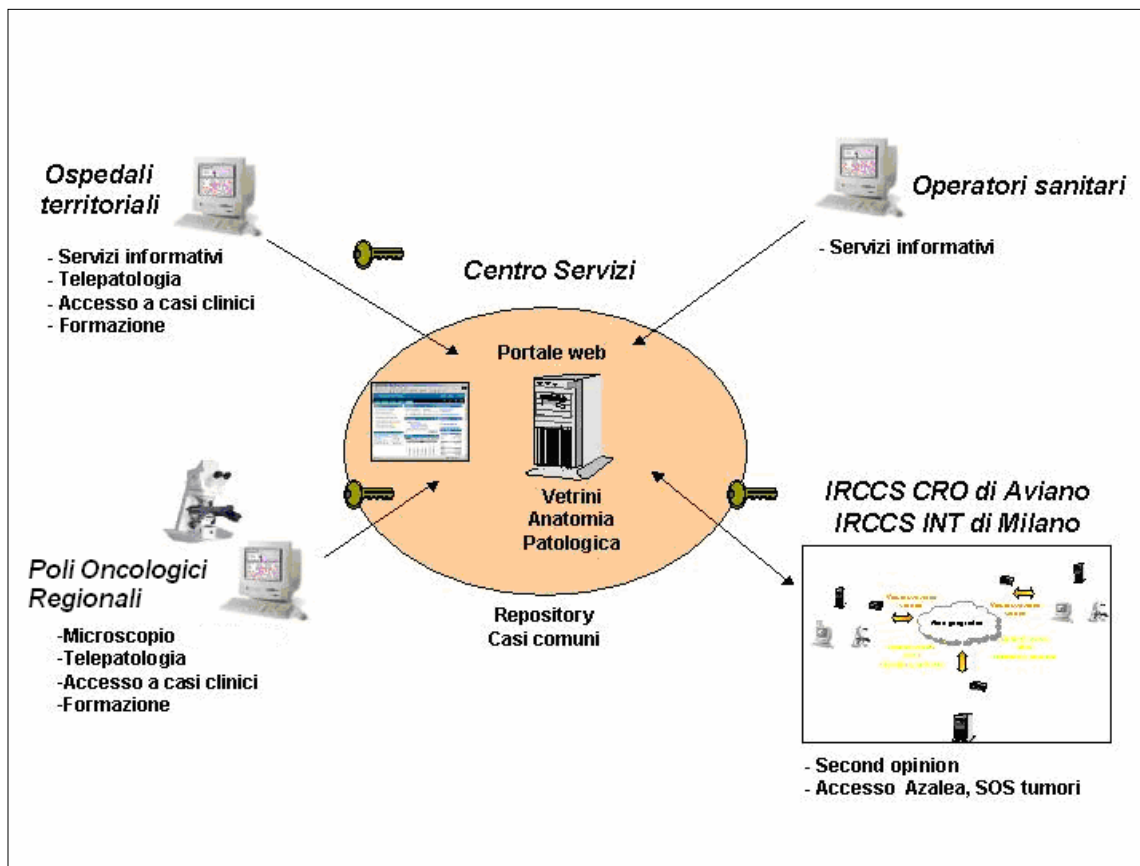 Ospedali
territoriali
- Servizi informativi
- Telepatologia
- Accesso a casi clinici
- Formazione
Operatori sanitari
- Servizi informativi
Centro Servizi
Portale web
Vetrini
Anatomia
Patologica
Repository
Casi comuni
Poli Oncologici
Regionali
-Microscopio
-Telepatologia
-Accesso a casi clinici
-Formazione
IRCCS CRO di Aviano
IRCCS INT di Milano
- Second opinion
- Accesso Azalea, SOS tumori